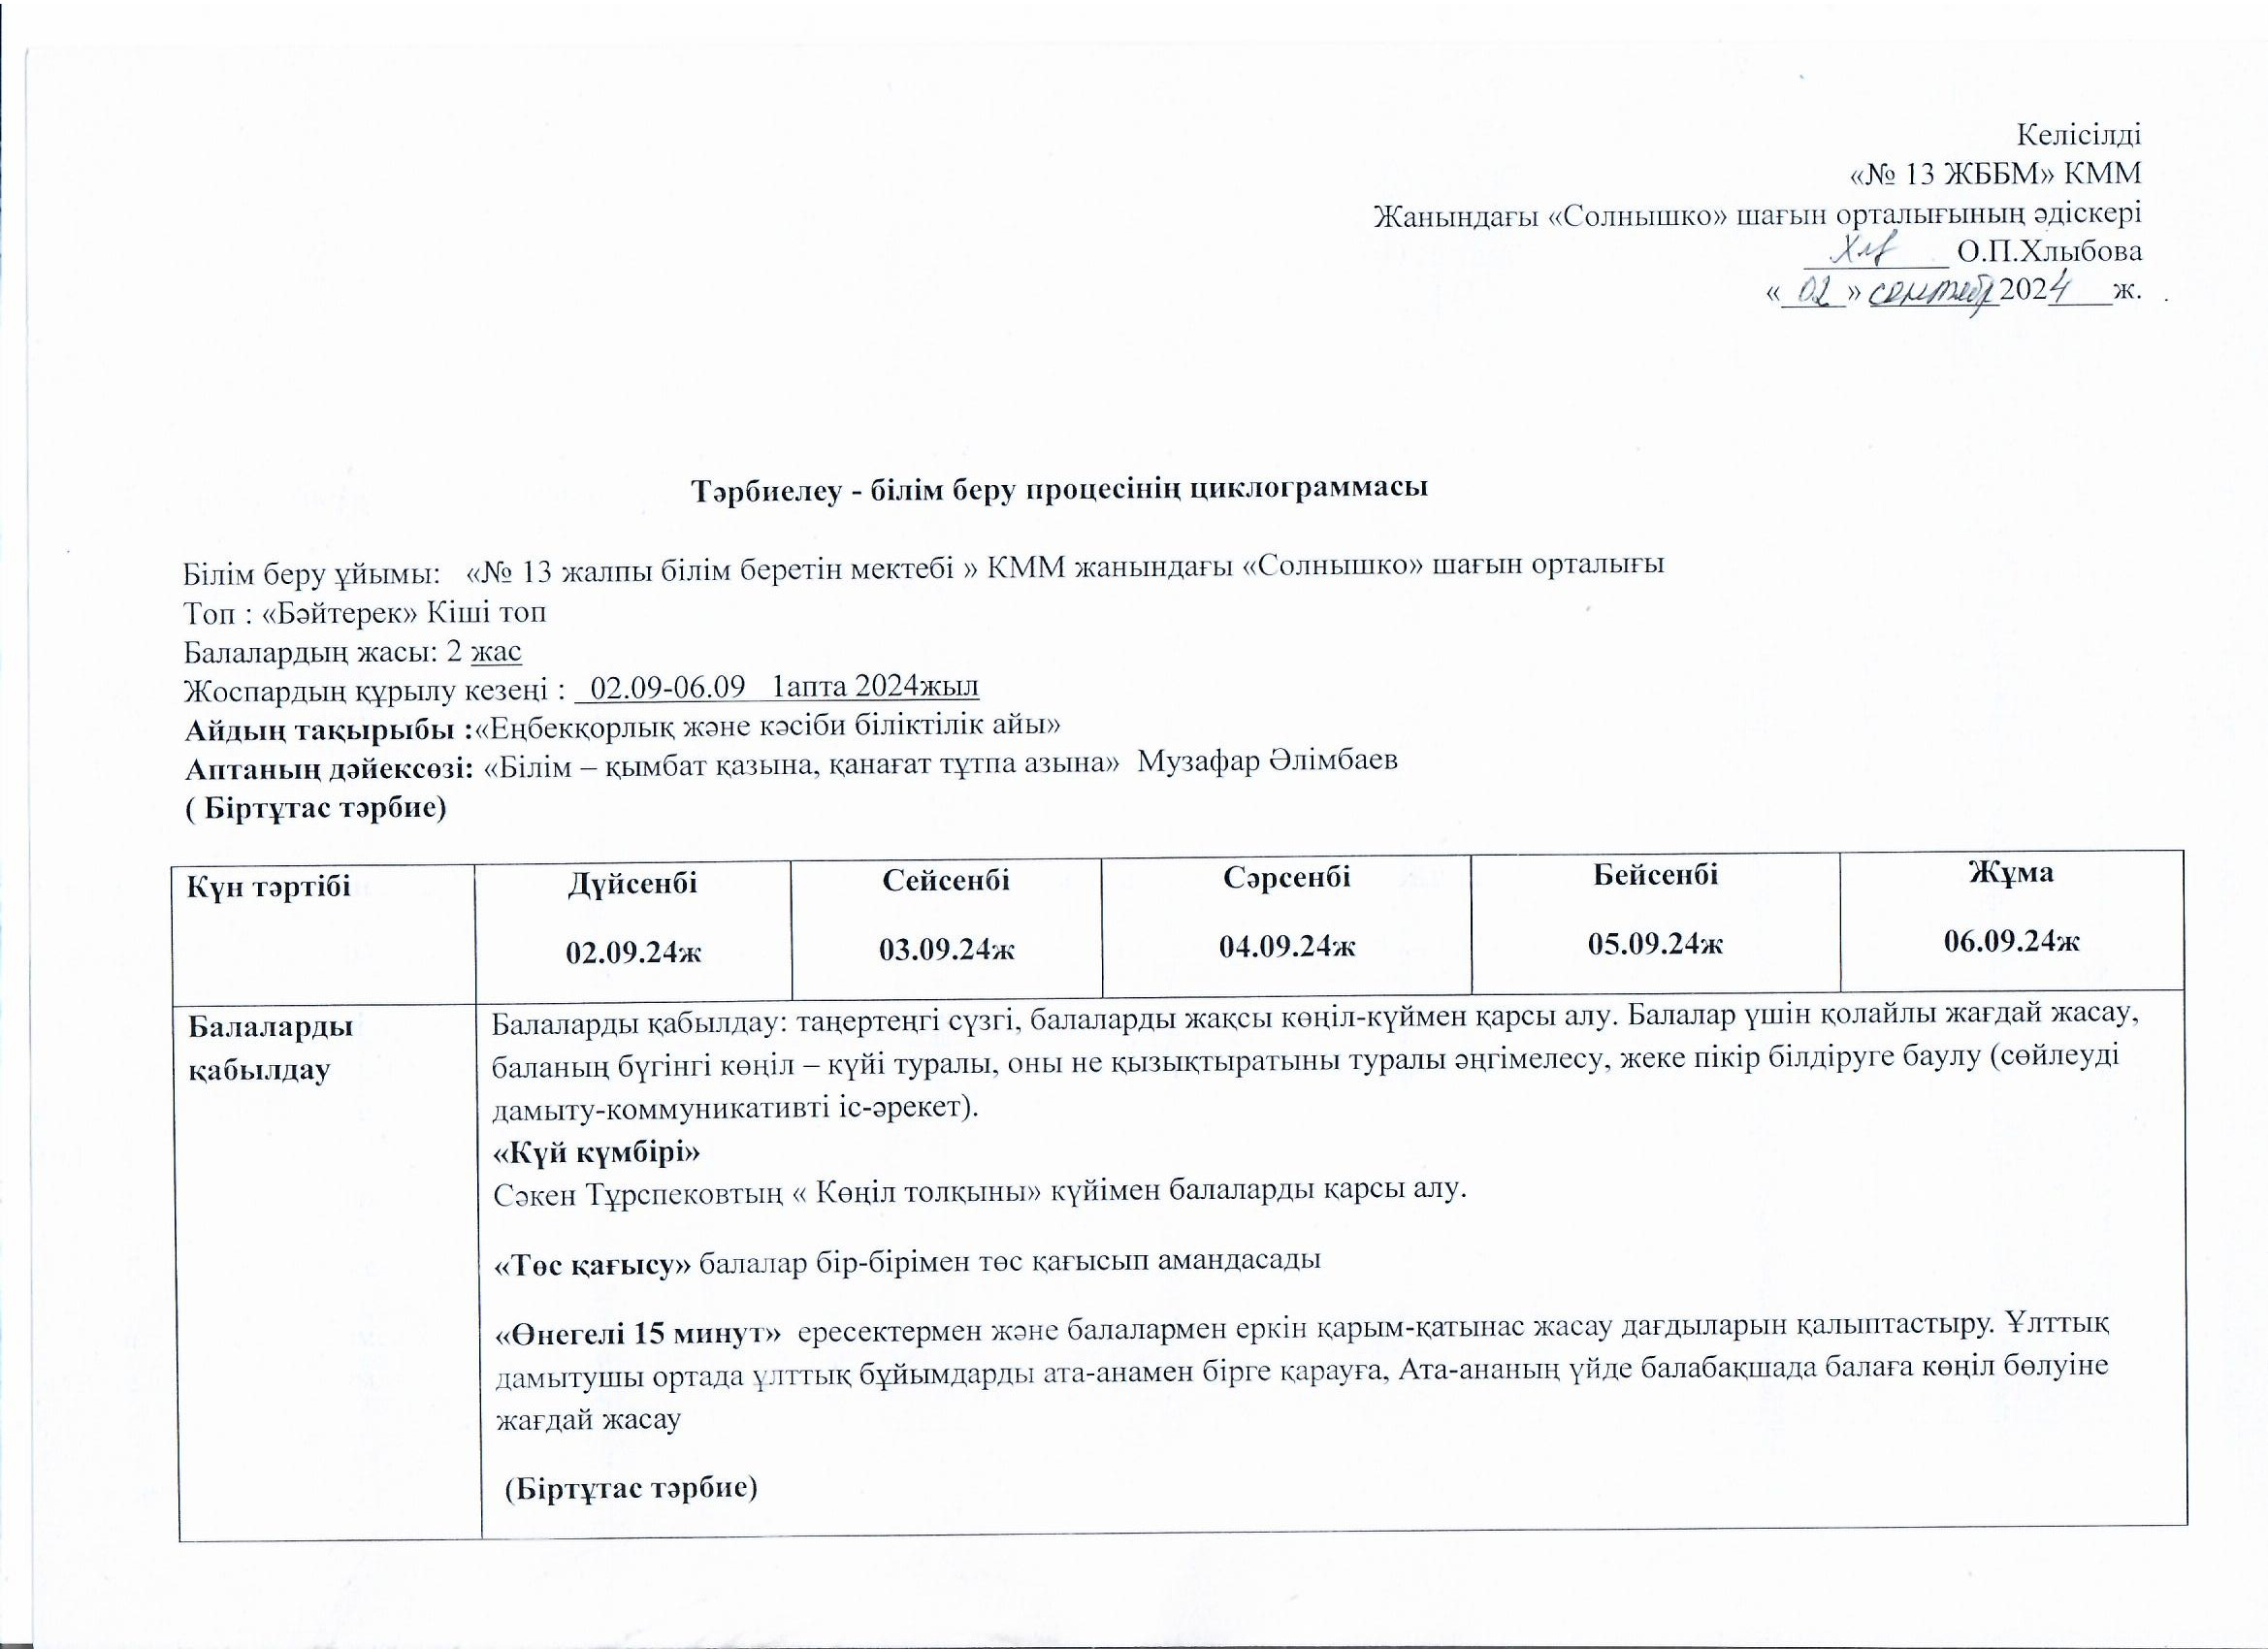 Келісілді
«№ 13 ЖББМ» КММ
Жанындағы «Солнышко» шағын орталығының әдіскері
О.П.Хлыбова
«02» сентябр 2024 ж.
Тәрбиелеу - білім беру процесінің циклограммасы
Білім беру ұйымы: «№ 13 жалпы білім беретін мектебі » КММ жанындағы «Солнышко» шағын орталығы
Топ : «Бәйтерек» Кіші топ
Балалардың жасы: 2 жас
Жоспардың құрылу кезеңі : 02.09-06.09 1апта 2024жыл
Айдың тақырыбы :«Еңбекқорлық және кәсіби біліктілік айы»
Аптаның дәйексөзі: «Білім – қымбат қазына, қанағат тұтпа азына» Музафар Әлімбаев
( Біртұтас тәрбие)
Күн тәртібі Дүйсенбі Сейсенбі Сәрсенбі Бейсенбі Жұма
02.09.24ж 03.09.24ж 04.09.24ж 05.09.24ж 06.09.24ж
Балаларды
қабылдау
Балаларды қабылдау: таңертеңгі сүзгі, балаларды жақсы көңіл-күймен қарсы алу. Балалар үшін қолайлы жағдай жасау,
баланың бүгінгі көңіл – күйі туралы, оны не қызықтыратыны туралы әңгімелесу, жеке пікір білдіруге баулу (сөйлеуді
дамыту-коммуникативті іс-әрекет).
«Күй күмбірі»
Сәкен Тұрспековтың « Көңіл толқыны» күйімен балаларды қарсы алу.
«Төс қағысу» балалар бір-бірімен төс қағысып амандасады
«Өнегелі 15 минут» ересектермен және балалармен еркін қарым-қатынас жасау дағдыларын қалыптастыру. Ұлттық
дамытушы ортада ұлттық бұйымдарды ата-анамен бірге қарауға, Ата-ананың үйде балабақшада балаға көңіл бөлуіне
жағдай жасау
(Біртұтас тәрбие)